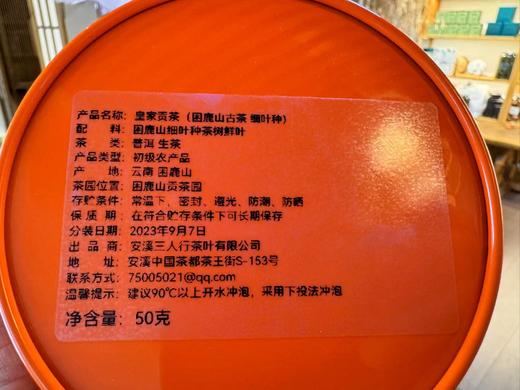 产品名称：皇家贡茶（困鹿山古茶 细叶种）
配料：困鹿山细叶种茶树鲜叶
茶类：普洱 生茶
产品类型：初级农产品
产地：云南 困鹿山
茶园位置：困鹿山贡茶园
存贮条件：常温下、密封、避光、防潮、防晒
保质期：在符合贮存条件下可长期保存
分装日期：2023年9月7日
出品商：安溪三人行茶叶有限公司
地址：安溪中国茶都茶王街S-153号
联系方式：75005021@qq.com
温馨提示：建议90℃以上开水冲泡，采用下投法冲泡
净含量：50克